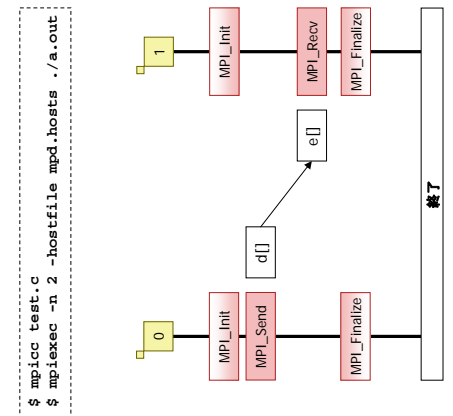 $ mpicc test.c
$ mpiexec -n 2 -hostfile mpd.hosts ./a.out
0
1
MPI_Init
MPI_Init
MPI_Send
d[]
e[]
MPI_Recv
MPI_Finalize
MPI_Finalize
終了